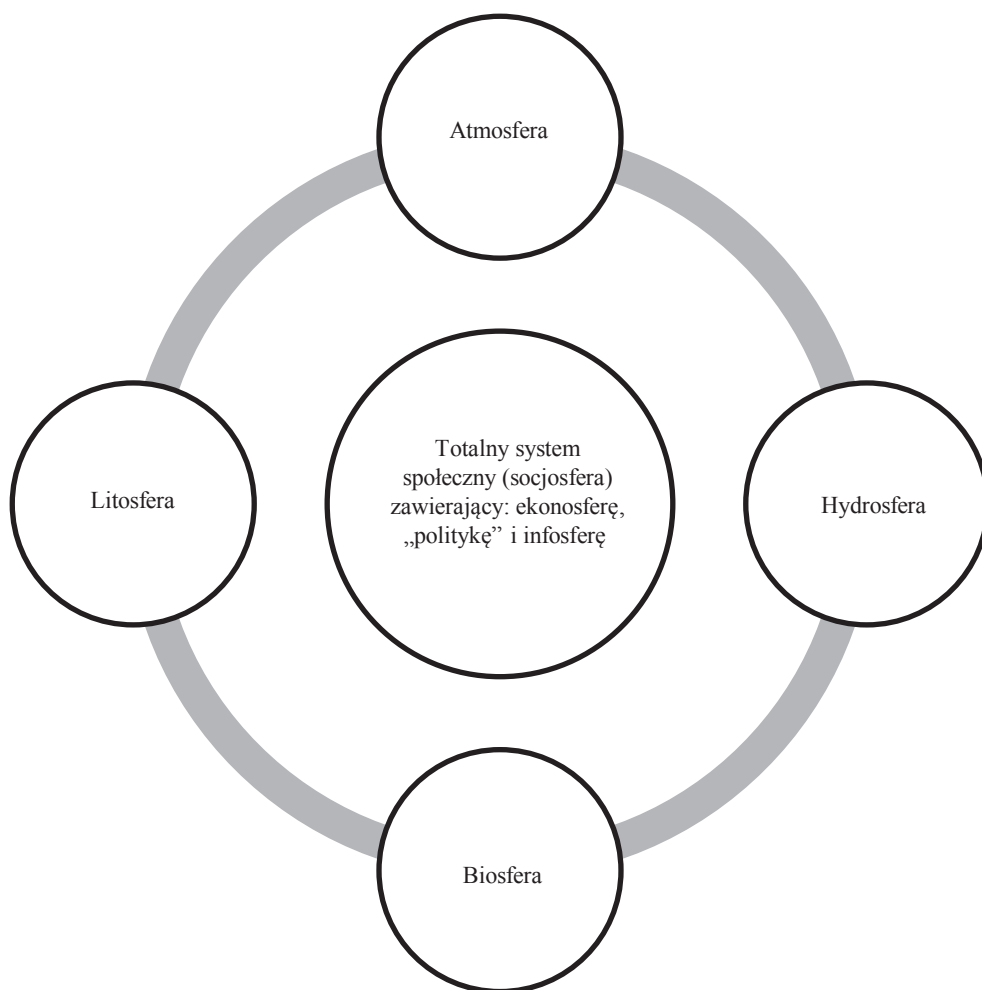 Atmosfera
Litosfera
Totalny system
społeczny (socjosfera)
zawierający: ekonosferę,
„politykę” i infosferę
Hydrosfera
Biosfera